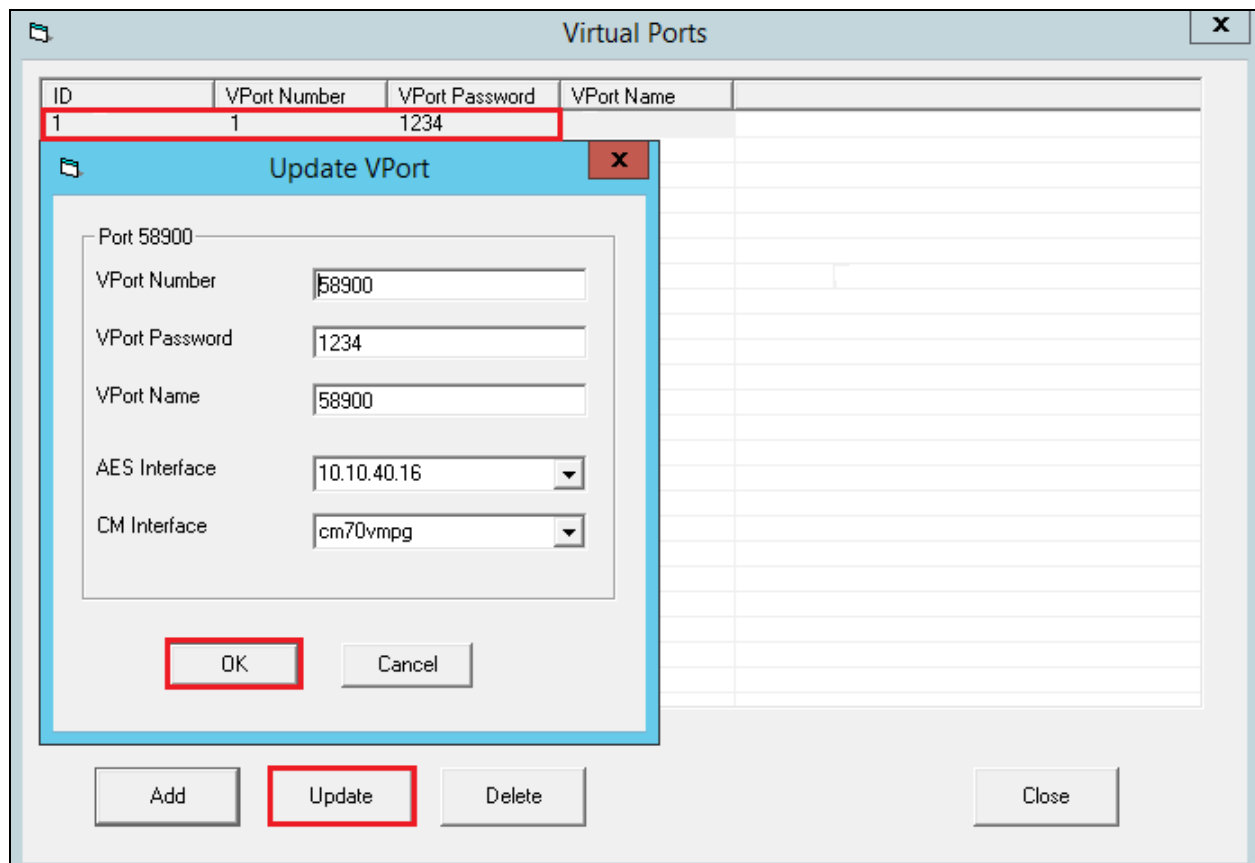 Virtual Ports
x
ID VPort Number VPort Password VPort Name
1 1 1234
Update VPort
x
Port 58900
VPort Number 58900
VPort Password 1234
VPort Name 58900
AES Interface 10.10.40.16
CM Interface cm70vmpg
OK Cancel
Add Update Delete Close